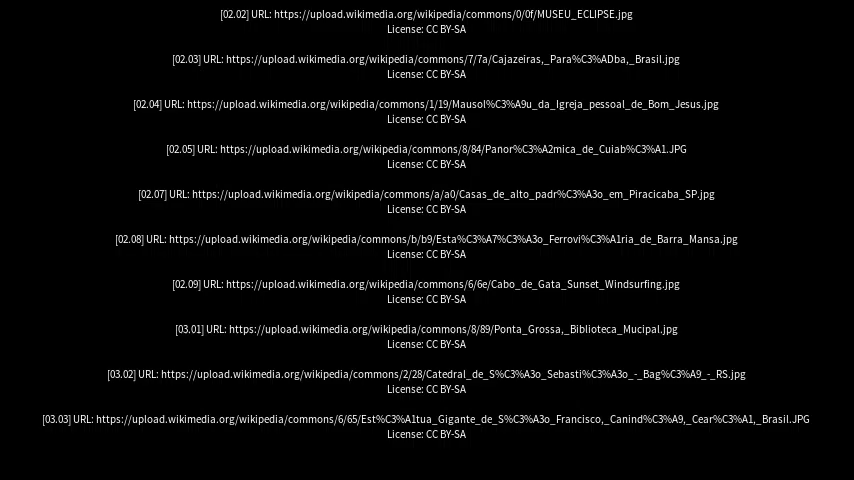 [02.02] URL: https://upload.wikimedia.org/wikipedia/commons/0/0f/MUSEU_ECLIPSE.jpg
License: CC BY-SA
[02.03] URL: https://upload.wikimedia.org/wikipedia/commons/7/7a/Cajazeiras,_Para%C3%ADba,_Brasil.jpg
License: CC BY-SA
[02.04] URL: https://upload.wikimedia.org/wikipedia/commons/1/19/Mausol%C3%A9u_da_Igreja_pessoal_de_Bom_Jesus.jpg
License: CC BY-SA
[02.05] URL: https://upload.wikimedia.org/wikipedia/commons/8/84/Panor%C3%A2mica_de_Cuiab%C3%A1.JPG
License: CC BY-SA
[02.07] URL: https://upload.wikimedia.org/wikipedia/commons/a/a0/Casas_de_alto_padr%C3%A3o_em_Piracicaba_SP.jpg
License: CC BY-SA
[02.08] URL: https://upload.wikimedia.org/wikipedia/commons/b/b9/Esta%C3%A7%C3%A3o_Ferrovi%C3%A1ria_de_Barra_Mansa.jpg
License: CC BY-SA
[02.09] URL: https://upload.wikimedia.org/wikipedia/commons/6/6e/Cabo_de_Gata_Sunset_Windsurfing.jpg
License: CC BY-SA
[03.01] URL: https://upload.wikimedia.org/wikipedia/commons/8/89/Ponta_Grossa,_Biblioteca_Mucipal.jpg
License: CC BY-SA
[03.02] URL: https://upload.wikimedia.org/wikipedia/commons/2/28/Catedral_de_S%C3%A3o_Sebasti%C3%A3o_-_Bag%C3%A9_-_RS.jpg
License: CC BY-SA
[03.03] URL: https://upload.wikimedia.org/wikipedia/commons/6/65/Est%C3%A1tua_Gigante_de_S%C3%A3o_Francisco,_Canind%C3%A9,_Cear%C3%A1,_Brasil.JPG
License: CC BY-SA